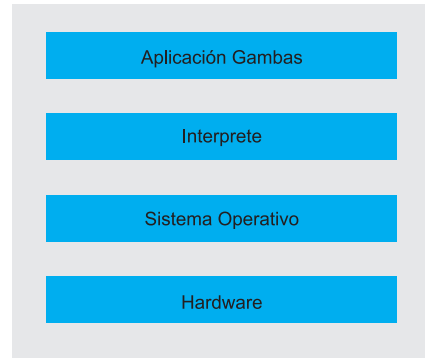 Aplicación Gambas
Interprete
Sistema Operativo
Hardware